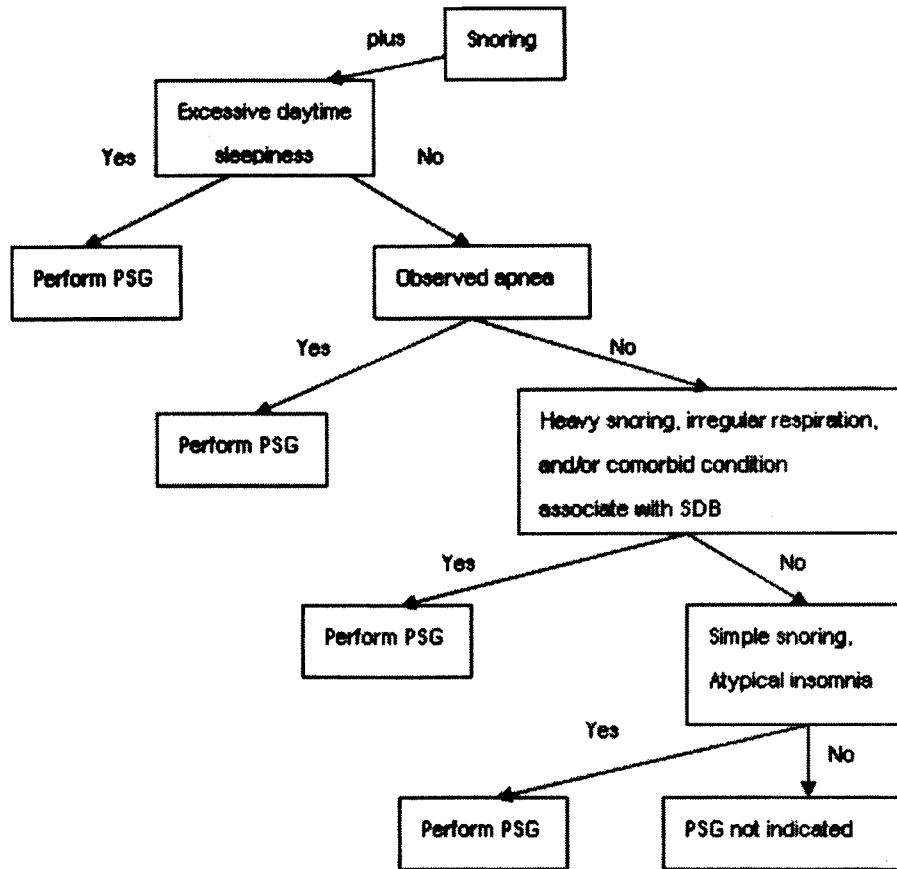 plus
Snoring
Excessive daytime
sleepiness
Yes
No
Perform PSG
Observed apnea
Yes
No
Perform PSG
Heavy snoring, irregular respiration,
and/or comorbid condition
associate with SDB
Yes
No
Perform PSG
Simple snoring,
Atypical insomnia
Yes
No
Perform PSG
PSG not indicated